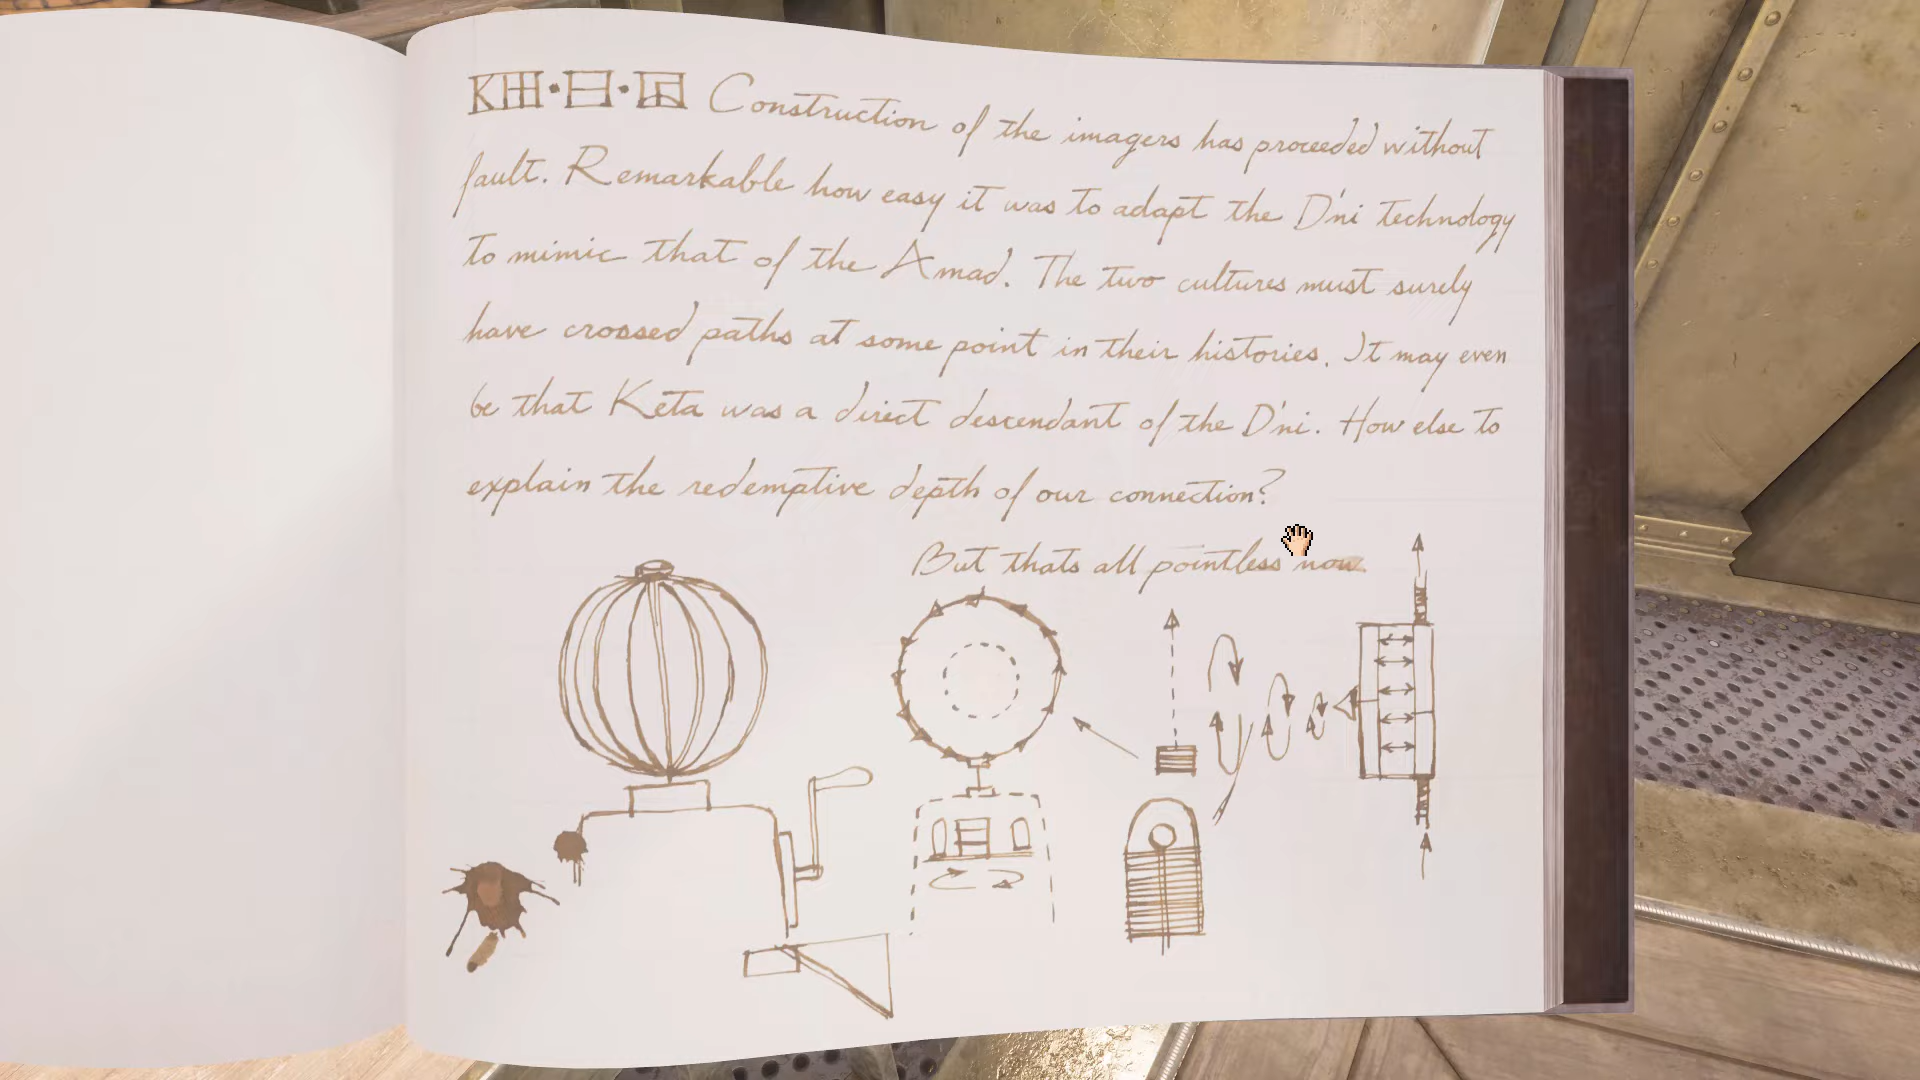 Construction of the imagers has proceeded without
fault. Remarkable how easy it was to adapt the D'ni technology
to mimic that of the Amad. The two cultures must surely
have crossed paths at some point in their histories. It may even
be that Keta was a direct descendant of the D'ni. How else to
explain the redemptive depth of our connection?
But thats all pointless now.